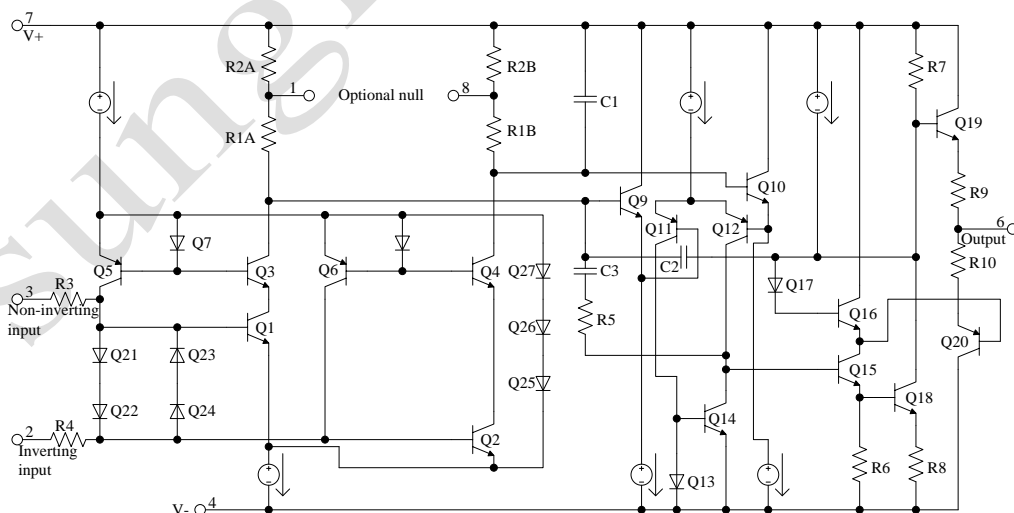 7
V+
R2A
1
Optional null
8
R2B
C1
R7
R1A
R1B
Q19
Q9
Q10
R9
6
Output
Q5
Q7
Q3
Q6
Q4
Q27
Q11
Q12
C2
C3
Q17
R10
3
R3
Non-inverting
input
Q1
Q26
R5
Q16
Q20
Q21
Q23
Q25
Q15
Q22
Q24
Q18
2
R4
Inverting
input
Q2
Q14
Q13
R6
R8
V-
4
sung